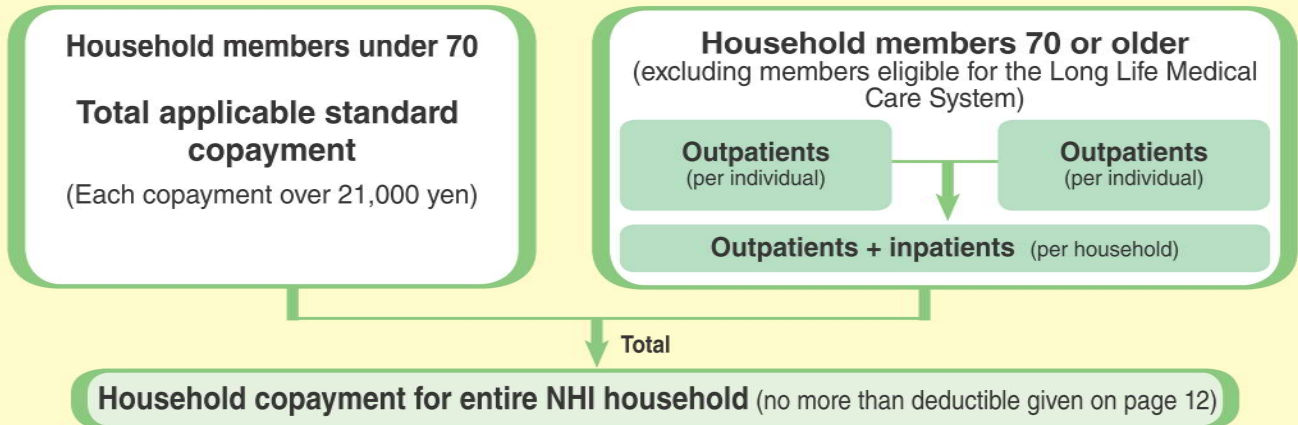 Household members under 70
Total applicable standard
copayment
(Each copayment over 21,000 yen)
Household members 70 or older
(excluding members eligible for the Long Life Medical
Care System)
Outpatients
(per individual)
Outpatients
(per individual)
Outpatients + inpatients (per household)
Total
Household copayment for entire NHI household (no more than deductible given on page 12)